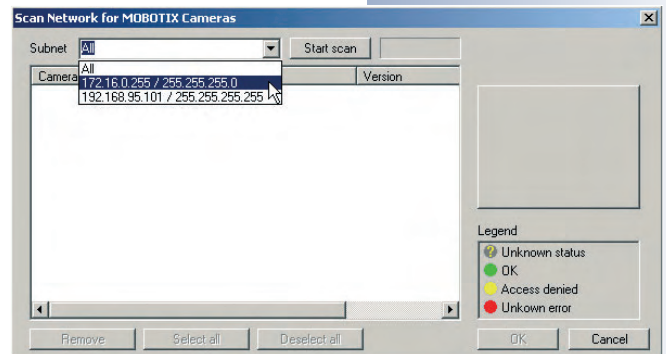 Scan Network for MOBOTIX Cameras
Subnet All Start scan
All
172.16.0.255 / 255.255.255.0
192.168.95.101 / 255.255.255.255
Camera Version
Legend
Unknown status
OK
Access denied
Unkown error
Remove Select all Deselect all OK Cancel